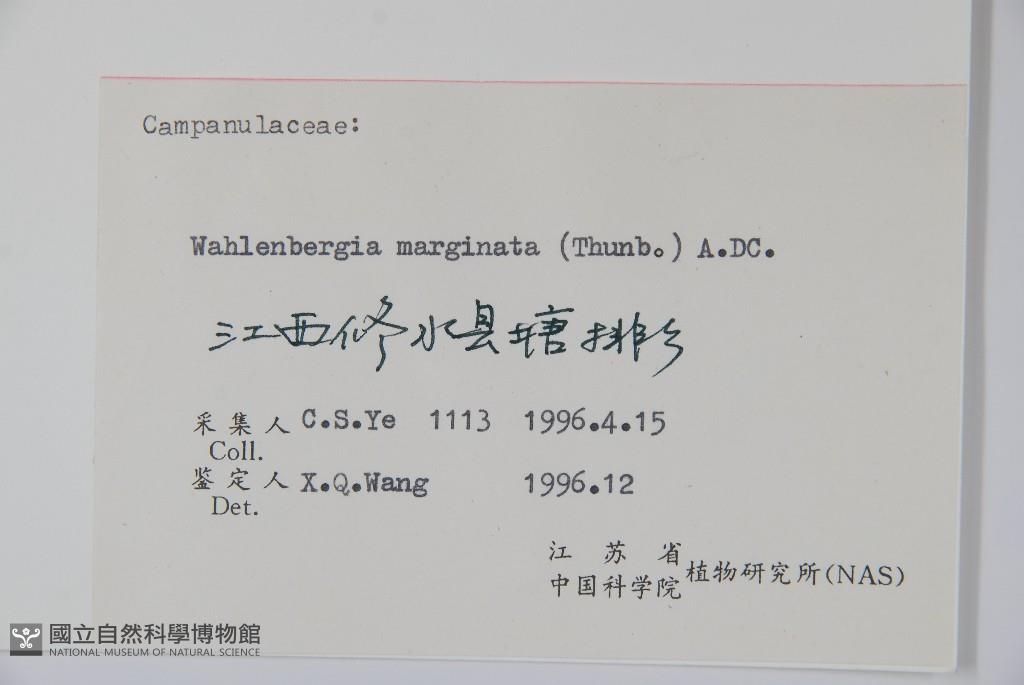 Campanulaceae:
Wahlenbergia marginata (Thunb.) A.DC.
江西修水县塘排乡
采集人 C.S.Ye 1113 1996.4.15
Coll.
鉴定人 X.Q.Wang 1996.12
Det.
江苏省
中国科学院 植物研究所(NAS)
國立自然科學博物館
NATIONAL MUSEUM OF NATURAL SCIENCE